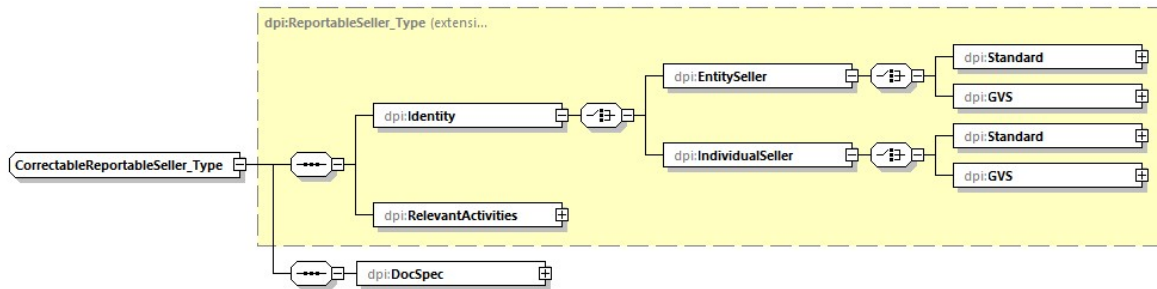 dpi:ReportableSeller_Type (extensi...
dpi:Standard
dpi:EntitySeller
dpi:GVS
dpi:Identity
dpi:Standard
dpi:IndividualSeller
CorrectableReportableSeller_Type
dpi:GVS
dpi:RelevantActivities
dpi:DocSpec